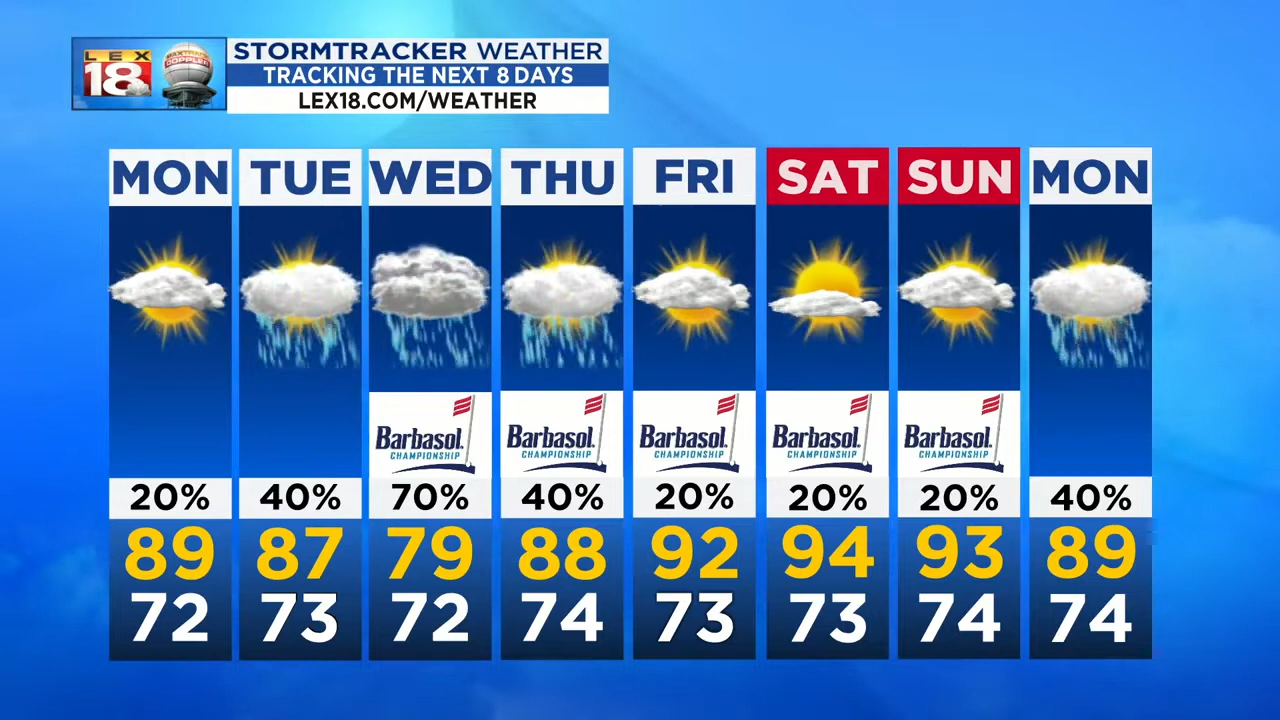 LEX
18
DOPPLER
STORMTRACKER WEATHER
TRACKING THE NEXT 8 DAYS
LEX18.COM/WEATHER
MON TUE WED THU FRI SAT SUN MON
Barbasol. Barbasol. Barbasol. Barbasol. Barbasol.
CHAMPIONSHIP CHAMPIONSHIP CHAMPIONSHIP CHAMPIONSHIP CHAMPIONSHIP
20% 40% 70% 40% 20% 20% 20% 40%
89 87 79 88 92 94 93 89
72 73 72 74 73 73 74 74